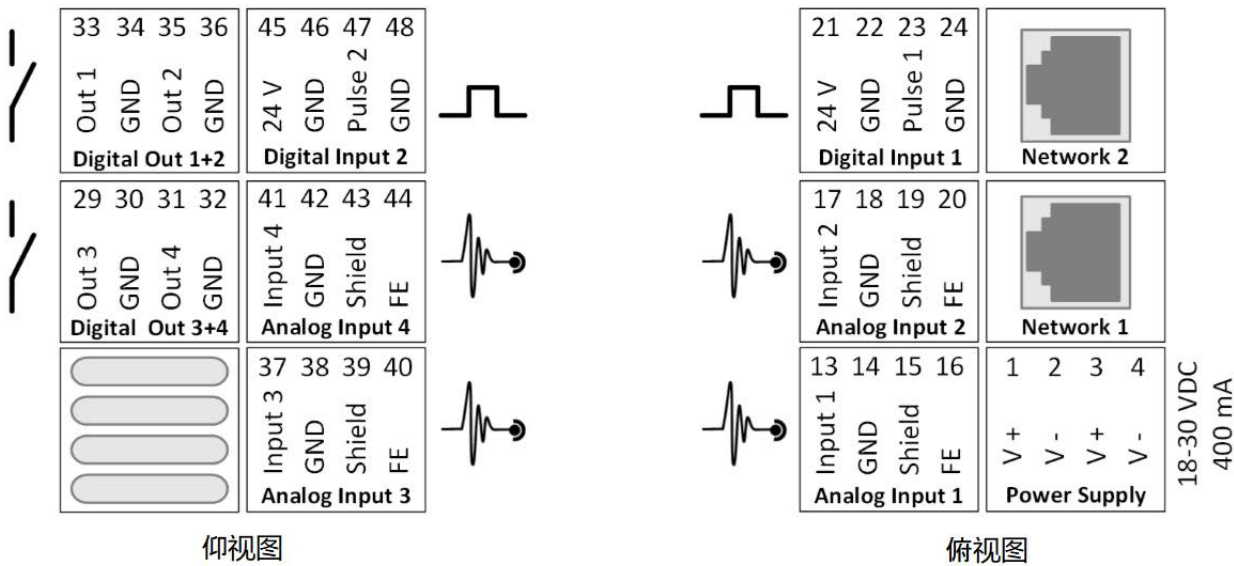 33 34 35 36
Out 1 GND Out 2 GND
Digital Out 1+2
45 46 47 48
24 V GND Pulse 2 GND
Digital Input 2
29 30 31 32
Out 3 GND Out 4 GND
Digital Out 3+4
41 42 43 44
Input 4 GND Shield FE
Analog Input 4
37 38 39 40
Input 3 GND Shield FE
Analog Input 3
仰视图
21 22 23 24
24 V GND Pulse 1 GND
Digital Input 1
Network 2
17 18 19 20
Input 2 GND Shield FE
Analog Input 2
Network 1
13 14 15 16
Input 1 GND Shield FE
Analog Input 1
1 2 3 4
V + V - V + V -
Power Supply
18-30 VDC
400 mA
俯视图